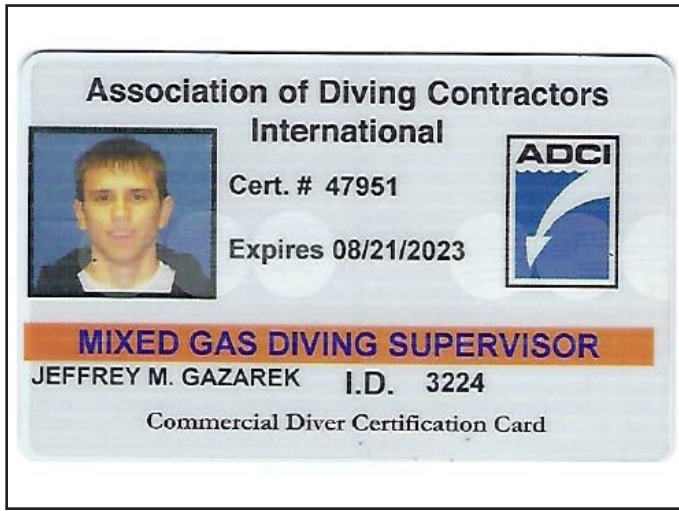 Association of Diving Contractors
International
ADCI
Cert. # 47951
Expires 08/21/2023
MIXED GAS DIVING SUPERVISOR
JEFFREY M. GAZAREK I.D. 3224
Commercial Diver Certification Card